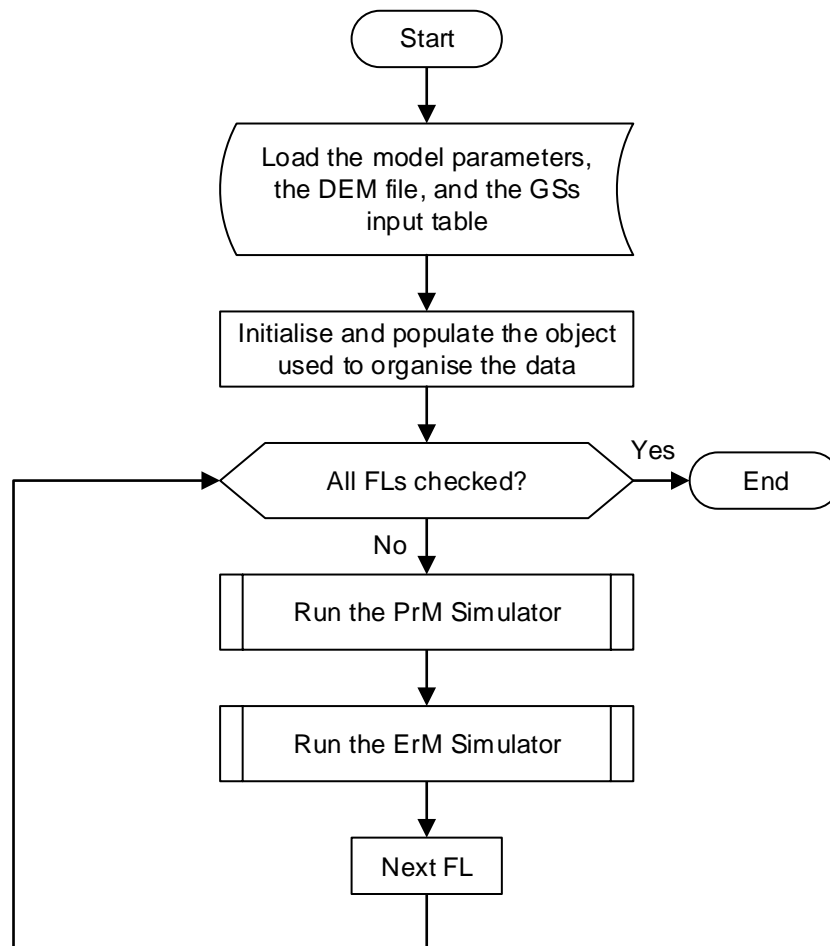 Start
Load the model parameters,
the DEM file, and the GSs
input table
Initialise and populate the object
used to organise the data
All FLs checked?
Yes
End
No
Run the PrM Simulator
Run the ErM Simulator
Next FL